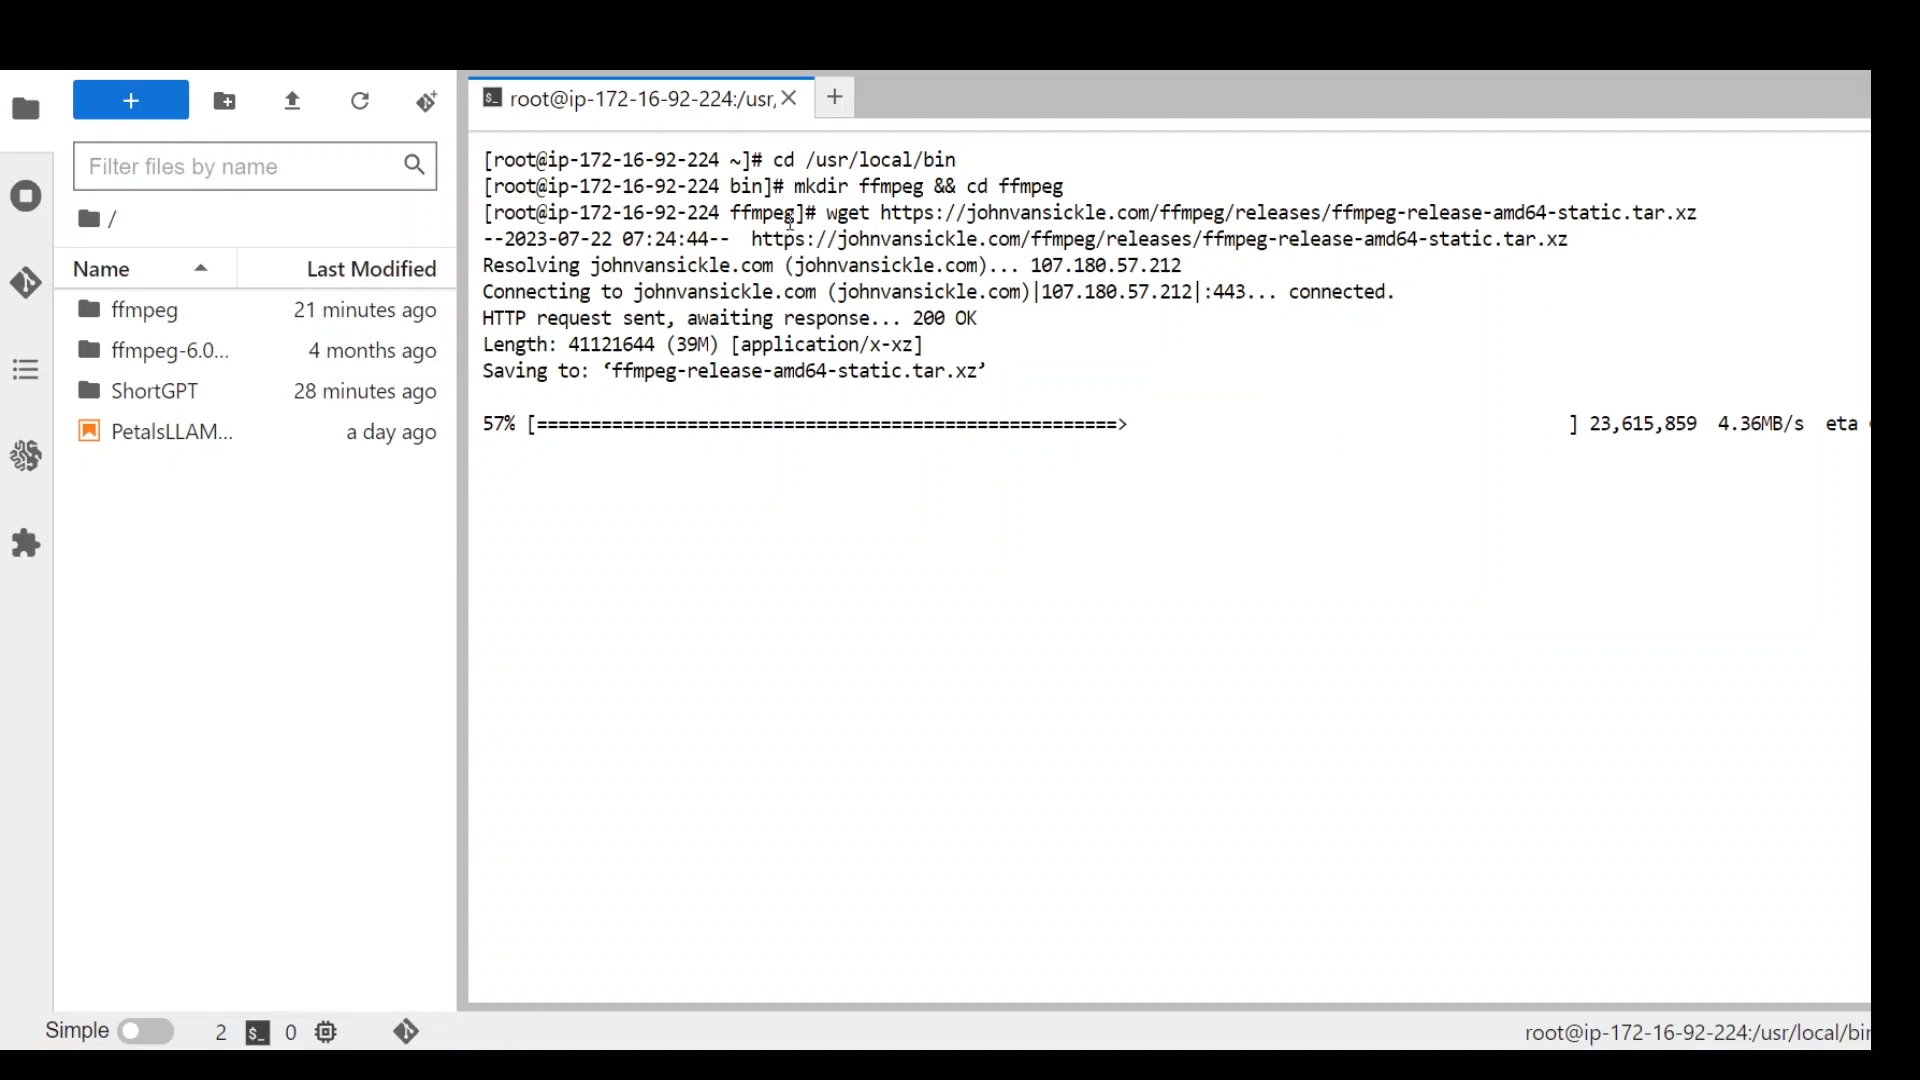 root@ip-172-16-92-224:/usr,
Filter files by name
/
Name Last Modified
ffmpeg 21 minutes ago
ffmpeg-6.0... 4 months ago
ShortGPT 28 minutes ago
PetalsLLAM... a day ago
[root@ip-172-16-92-224 ~]# cd /usr/local/bin
[root@ip-172-16-92-224 bin]# mkdir ffmpeg && cd ffmpeg
[root@ip-172-16-92-224 ffmpeg]# wget https://johnvansickle.com/ffmpeg/releases/ffmpeg-release-amd64-static.tar.xz
--2023-07-22 07:24:44-- https://johnvansickle.com/ffmpeg/releases/ffmpeg-release-amd64-static.tar.xz
Resolving johnvansickle.com (johnvansickle.com)... 107.180.57.212
Connecting to johnvansickle.com (johnvansickle.com)|107.180.57.212|:443... connected.
HTTP request sent, awaiting response... 200 OK
Length: 41121644 (39M) [application/x-xz]
Saving to: ‘ffmpeg-release-amd64-static.tar.xz’
57% [======================================================> ] 23,615,859 4.36MB/s eta
Simple 2 $_ 0 root@ip-172-16-92-224:/usr/local/bin